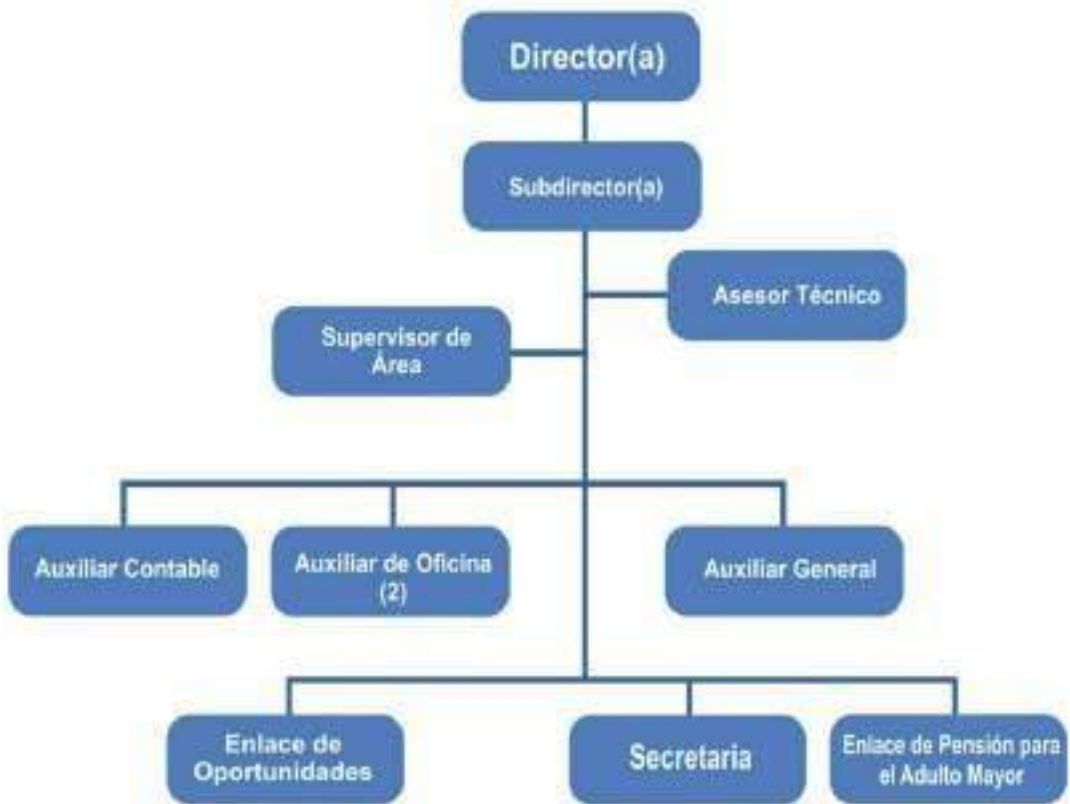 Director(a)
Subdirector(a)
Asesor Técnico
Supervisor de
Área
Auxiliar Contable
Auxiliar de Oficina
(2)
Auxiliar General
Enlace de
Oportunidades
Secretaria
Enlace de Pensión para
el Adulto Mayor